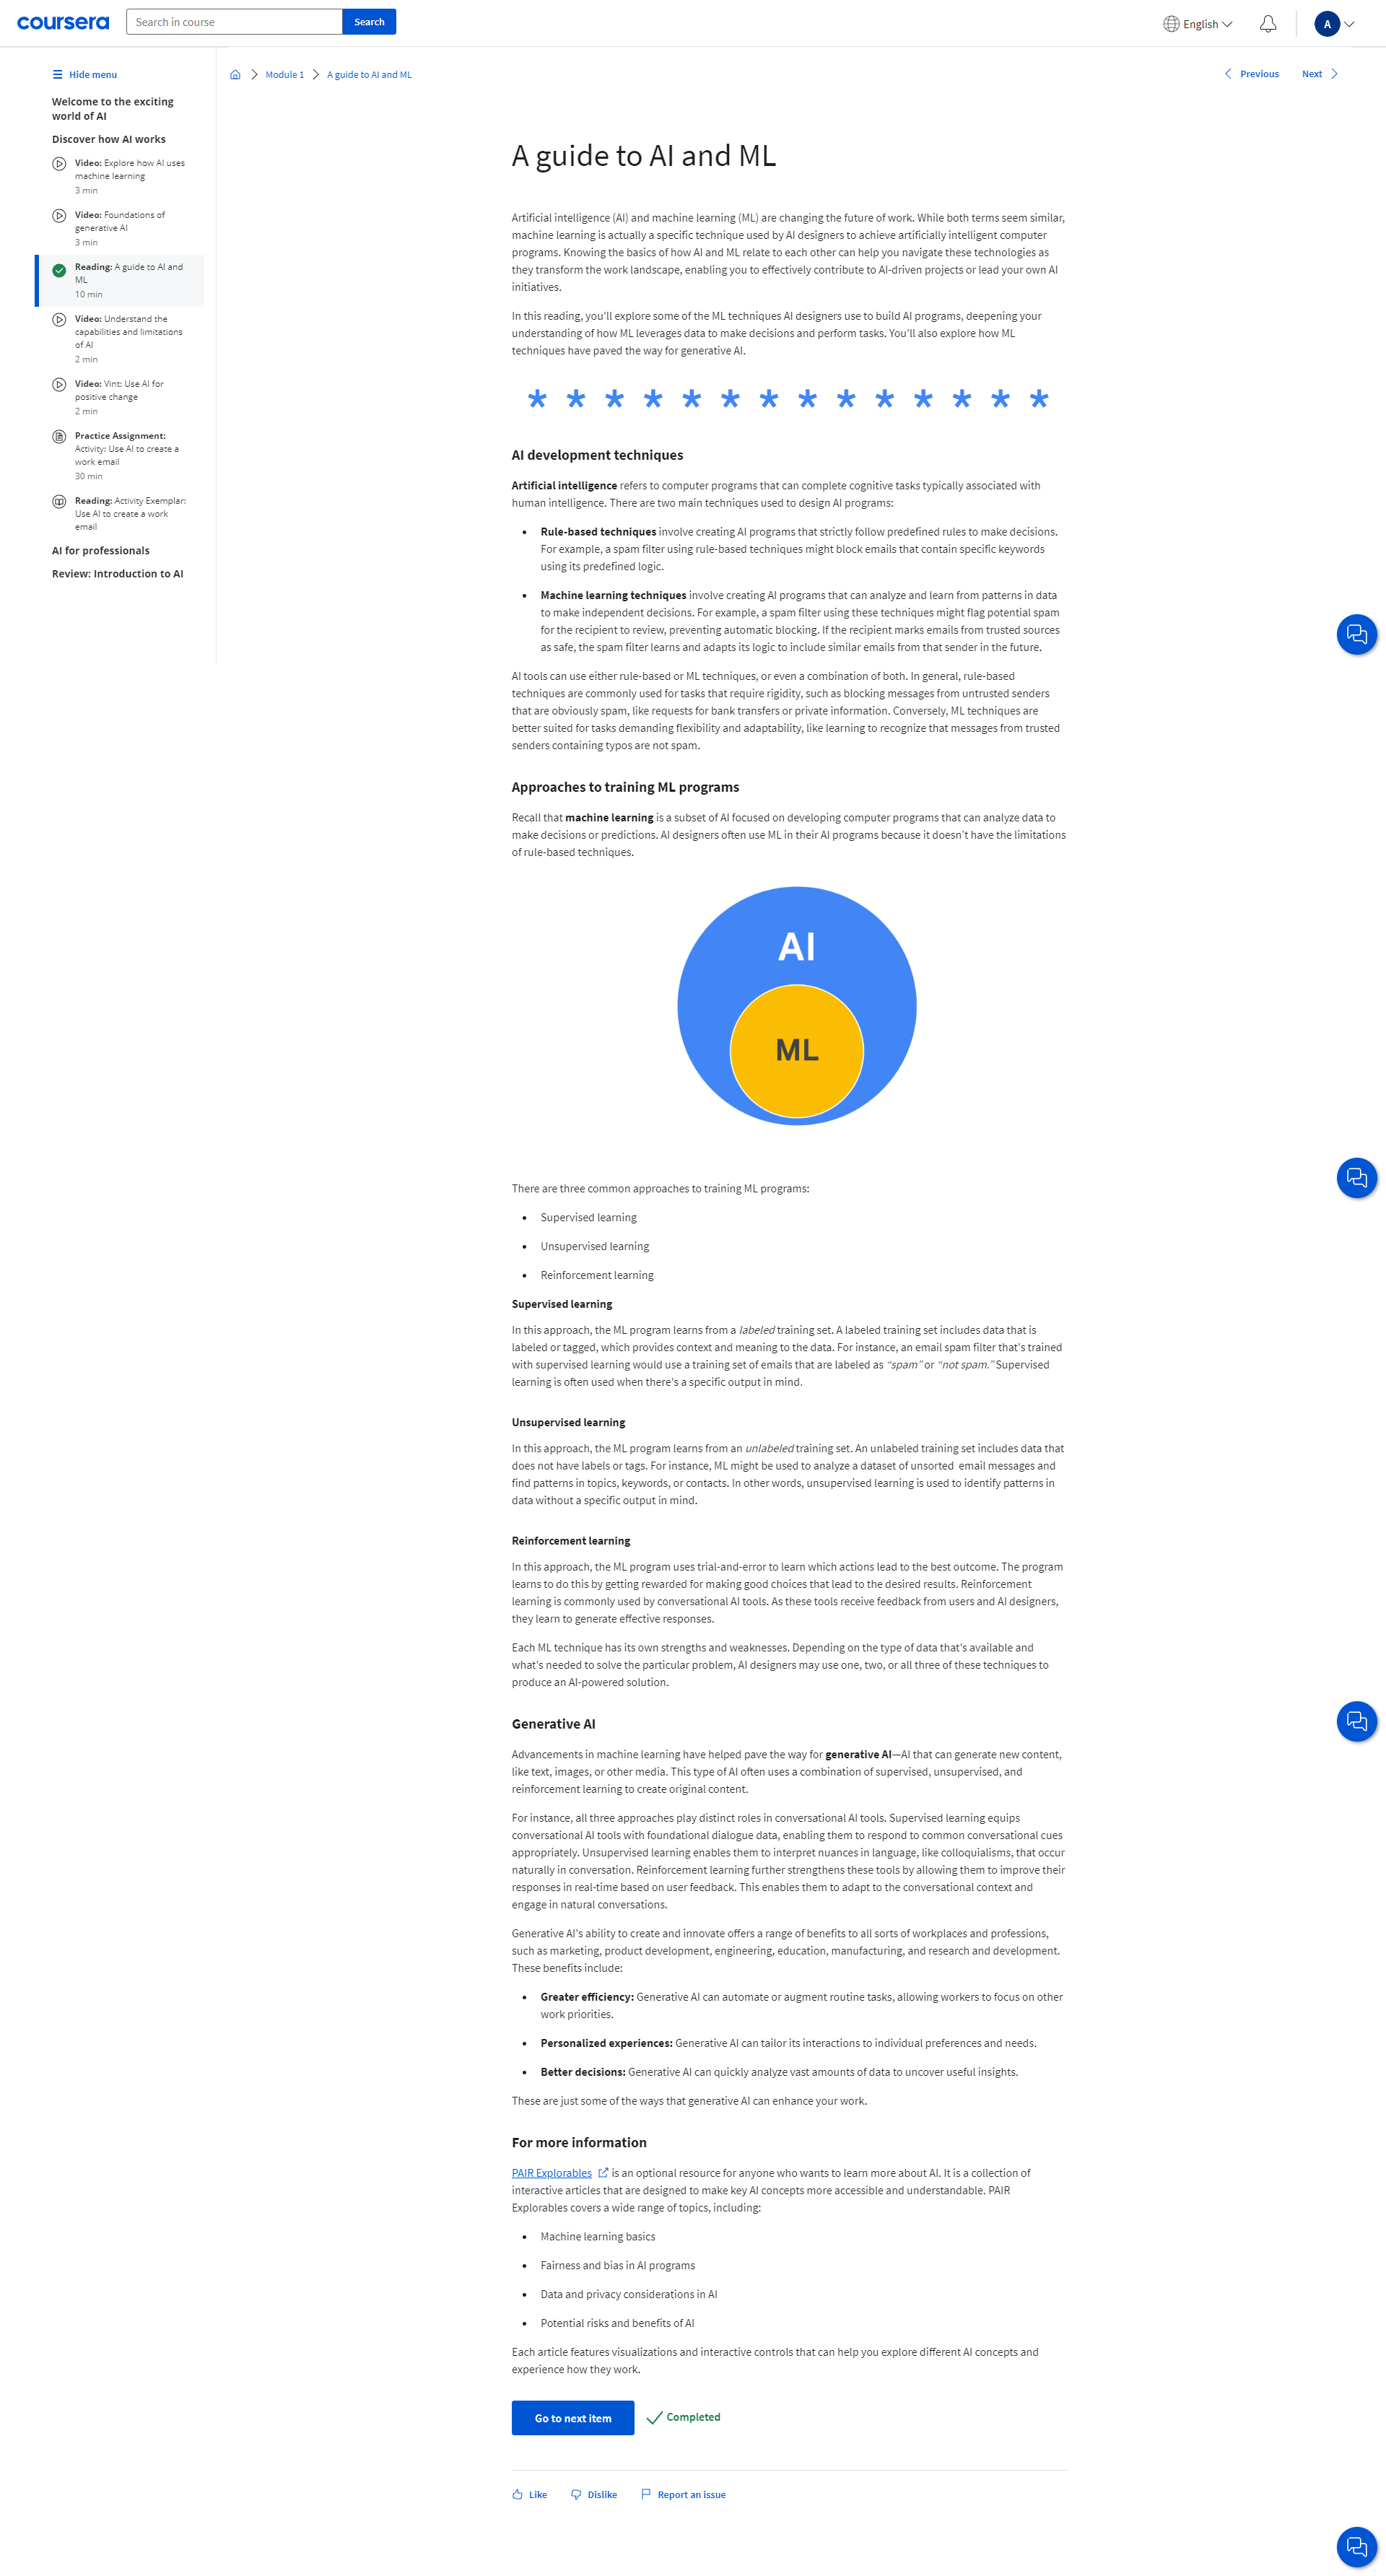 coursera
Search in course
Search
English
A
Hide menu
Welcome to the exciting
world of AI
Discover how AI works
Video: Explore how AI uses
machine learning
3 min
Video: Foundations of
generative AI
3 min
Reading: A guide to AI and
ML
10 min
Video: Understand the
capabilities and limitations
of AI
2 min
Video: Vint: Use AI for
positive change
2 min
Practice Assignment:
Activity: Use AI to create a
work email
30 min
Reading: Activity Exemplar:
Use AI to create a work
email
AI for professionals
Review: Introduction to AI
Module 1
A guide to AI and ML
Previous
Next
A guide to AI and ML
Artificial intelligence (AI) and machine learning (ML) are changing the future of work. While both terms seem similar,
machine learning is actually a specific technique used by AI designers to achieve artificially intelligent computer
programs. Knowing the basics of how AI and ML relate to each other can help you navigate these technologies as
they transform the work landscape, enabling you to effectively contribute to AI-driven projects or lead your own AI
initiatives.
In this reading, you'll explore some of the ML techniques AI designers use to build AI programs, deepening your
understanding of how ML leverages data to make decisions and perform tasks. You'll also explore how ML
techniques have paved the way for generative AI.
* * * * * * * * * * * * * *
AI development techniques
Artificial intelligence refers to computer programs that can complete cognitive tasks typically associated with
human intelligence. There are two main techniques used to design AI programs:
• Rule-based techniques involve creating AI programs that strictly follow predefined rules to make decisions.
For example, a spam filter using rule-based techniques might block emails that contain specific keywords
using its predefined logic.
• Machine learning techniques involve creating AI programs that can analyze and learn from patterns in data
to make independent decisions. For example, a spam filter using these techniques might flag potential spam
for the recipient to review, preventing automatic blocking. If the recipient marks emails from trusted sources
as safe, the spam filter learns and adapts its logic to include similar emails from that sender in the future.
AI tools can use either rule-based or ML techniques, or even a combination of both. In general, rule-based
techniques are commonly used for tasks that require rigidity, such as blocking messages from untrusted senders
that are obviously spam, like requests for bank transfers or private information. Conversely, ML techniques are
better suited for tasks demanding flexibility and adaptability, like learning to recognize that messages from trusted
senders containing typos are not spam.
Approaches to training ML programs
Recall that machine learning is a subset of AI focused on developing computer programs that can analyze data to
make decisions or predictions. AI designers often use ML in their AI programs because it doesn't have the limitations
of rule-based techniques.
AI
ML
There are three common approaches to training ML programs:
• Supervised learning
• Unsupervised learning
• Reinforcement learning
Supervised learning
In this approach, the ML program learns from a labeled training set. A labeled training set includes data that is
labeled or tagged, which provides context and meaning to the data. For instance, an email spam filter that's trained
with supervised learning would use a training set of emails that are labeled as “spam” or “not spam.” Supervised
learning is often used when there's a specific output in mind.
Unsupervised learning
In this approach, the ML program learns from an unlabeled training set. An unlabeled training set includes data that
does not have labels or tags. For instance, ML might be used to analyze a dataset of unsorted email messages and
find patterns in topics, keywords, or contacts. In other words, unsupervised learning is used to identify patterns in
data without a specific output in mind.
Reinforcement learning
In this approach, the ML program uses trial-and-error to learn which actions lead to the best outcome. The program
learns to do this by getting rewarded for making good choices that lead to the desired results. Reinforcement
learning is commonly used by conversational AI tools. As these tools receive feedback from users and AI designers,
they learn to generate effective responses.
Each ML technique has its own strengths and weaknesses. Depending on the type of data that's available and
what's needed to solve the particular problem, AI designers may use one, two, or all three of these techniques to
produce an AI-powered solution.
Generative AI
Advancements in machine learning have helped pave the way for generative AI—AI that can generate new content,
like text, images, or other media. This type of AI often uses a combination of supervised, unsupervised, and
reinforcement learning to create original content.
For instance, all three approaches play distinct roles in conversational AI tools. Supervised learning equips
conversational AI tools with foundational dialogue data, enabling them to respond to common conversational cues
appropriately. Unsupervised learning enables them to interpret nuances in language, like colloquialisms, that occur
naturally in conversation. Reinforcement learning further strengthens these tools by allowing them to improve their
responses in real-time based on user feedback. This enables them to adapt to the conversational context and
engage in natural conversations.
Generative AI's ability to create and innovate offers a range of benefits to all sorts of workplaces and professions,
such as marketing, product development, engineering, education, manufacturing, and research and development.
These benefits include:
• Greater efficiency: Generative AI can automate or augment routine tasks, allowing workers to focus on other
work priorities.
• Personalized experiences: Generative AI can tailor its interactions to individual preferences and needs.
• Better decisions: Generative AI can quickly analyze vast amounts of data to uncover useful insights.
These are just some of the ways that generative AI can enhance your work.
For more information
PAIR Explorables is an optional resource for anyone who wants to learn more about AI. It is a collection of
interactive articles that are designed to make key AI concepts more accessible and understandable. PAIR
Explorables covers a wide range of topics, including:
• Machine learning basics
• Fairness and bias in AI programs
• Data and privacy considerations in AI
• Potential risks and benefits of AI
Each article features visualizations and interactive controls that can help you explore different AI concepts and
experience how they work.
Go to next item
Completed
Like
Dislike
Report an issue